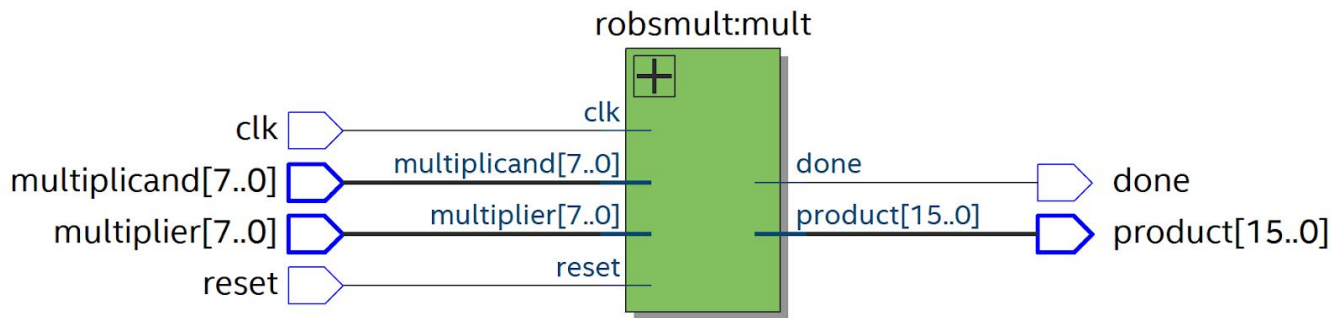 robsmult:mult
clk
clk
multiplicand[7..0]
multiplicand[7..0]
done
done
multiplier[7..0]
multiplier[7..0]
product[15..0]
product[15..0]
reset
reset